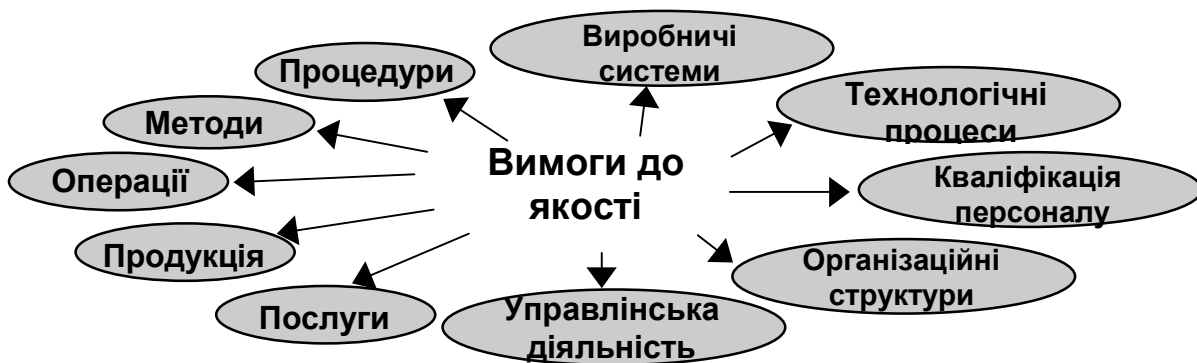 Виробничі
системи
Процедури
Технологічні
процеси
Методи
Вимоги до
якості
Операції
Кваліфікація
персоналу
Продукція
Організаційні
структури
Послуги
Управлінська
діяльність